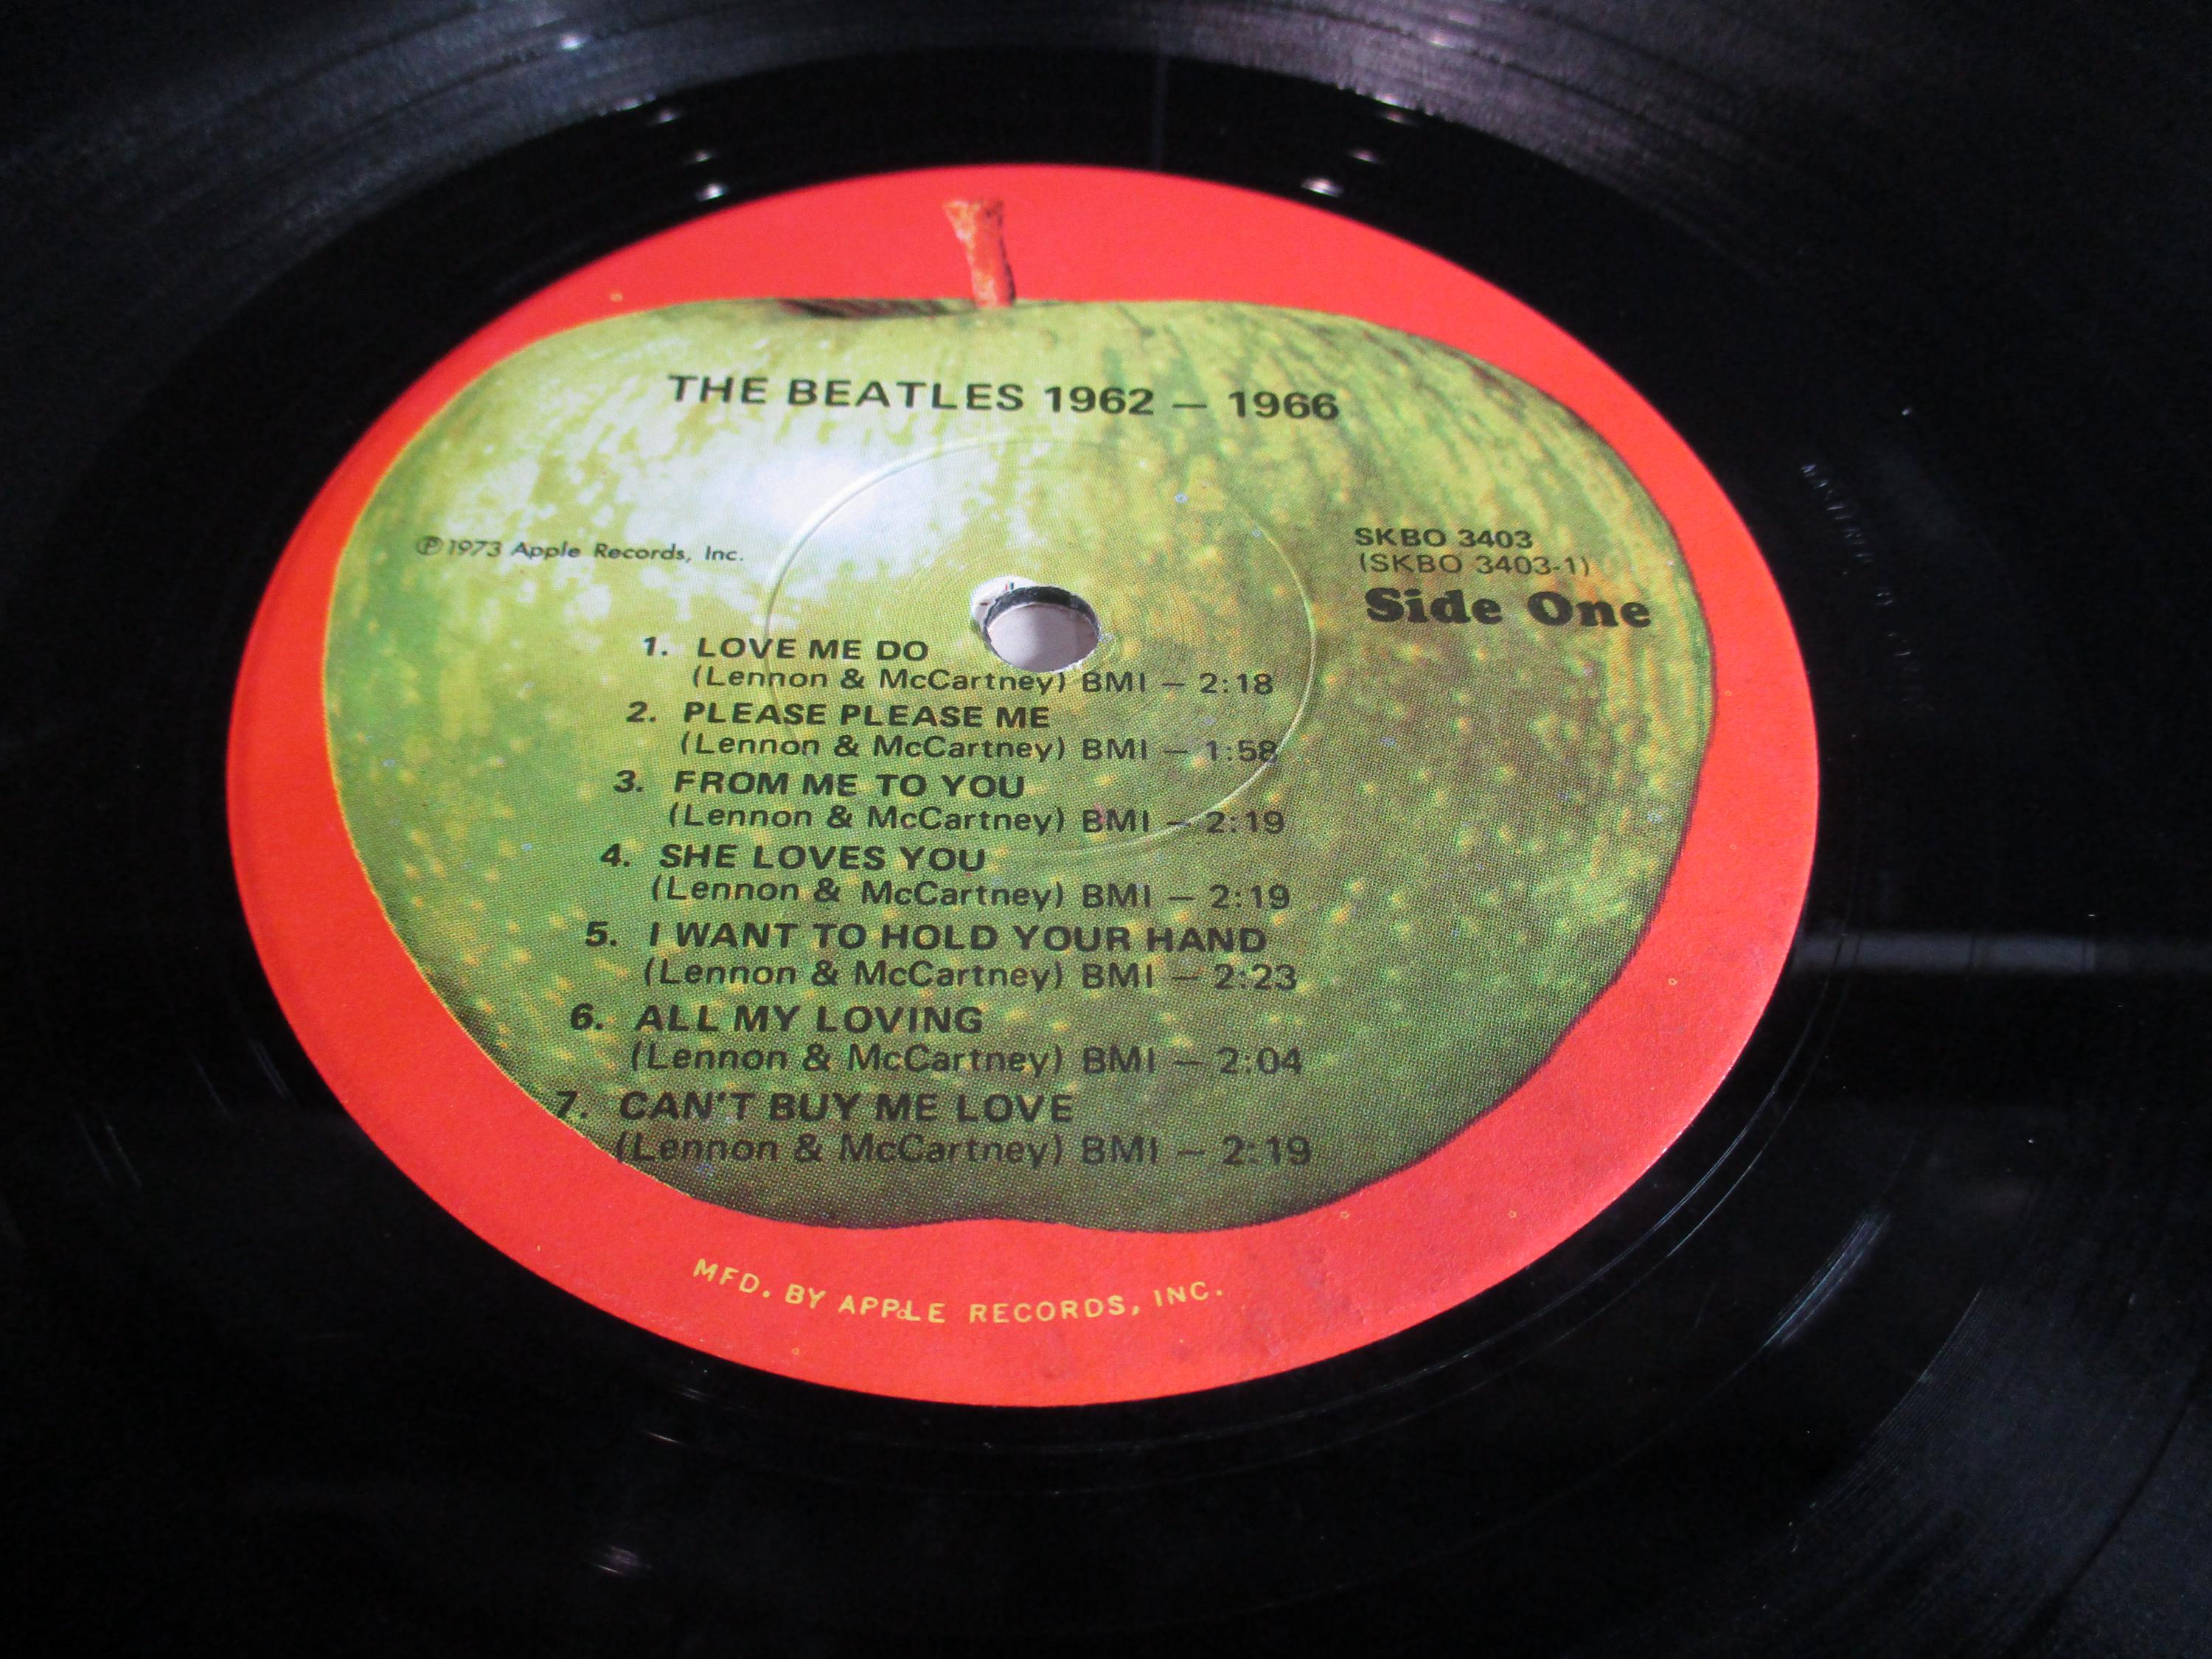 THE BEATLES 1962 — 1966
℗1973 Apple Records, Inc.
SKBO 3403
(SKBO 3403-1)
Side One
1. LOVE ME DO
(Lennon & McCartney) BMI — 2:18
2. PLEASE PLEASE ME
(Lennon & McCartney) BMI — 1:58
3. FROM ME TO YOU
(Lennon & McCartney) BMI — 2:19
4. SHE LOVES YOU
(Lennon & McCartney) BMI — 2:19
5. I WANT TO HOLD YOUR HAND
(Lennon & McCartney) BMI — 2:23
6. ALL MY LOVING
(Lennon & McCartney) BMI — 2:04
7. CAN'T BUY ME LOVE
(Lennon & McCartney) BMI — 2:19
MFD. BY APPLE RECORDS, INC.